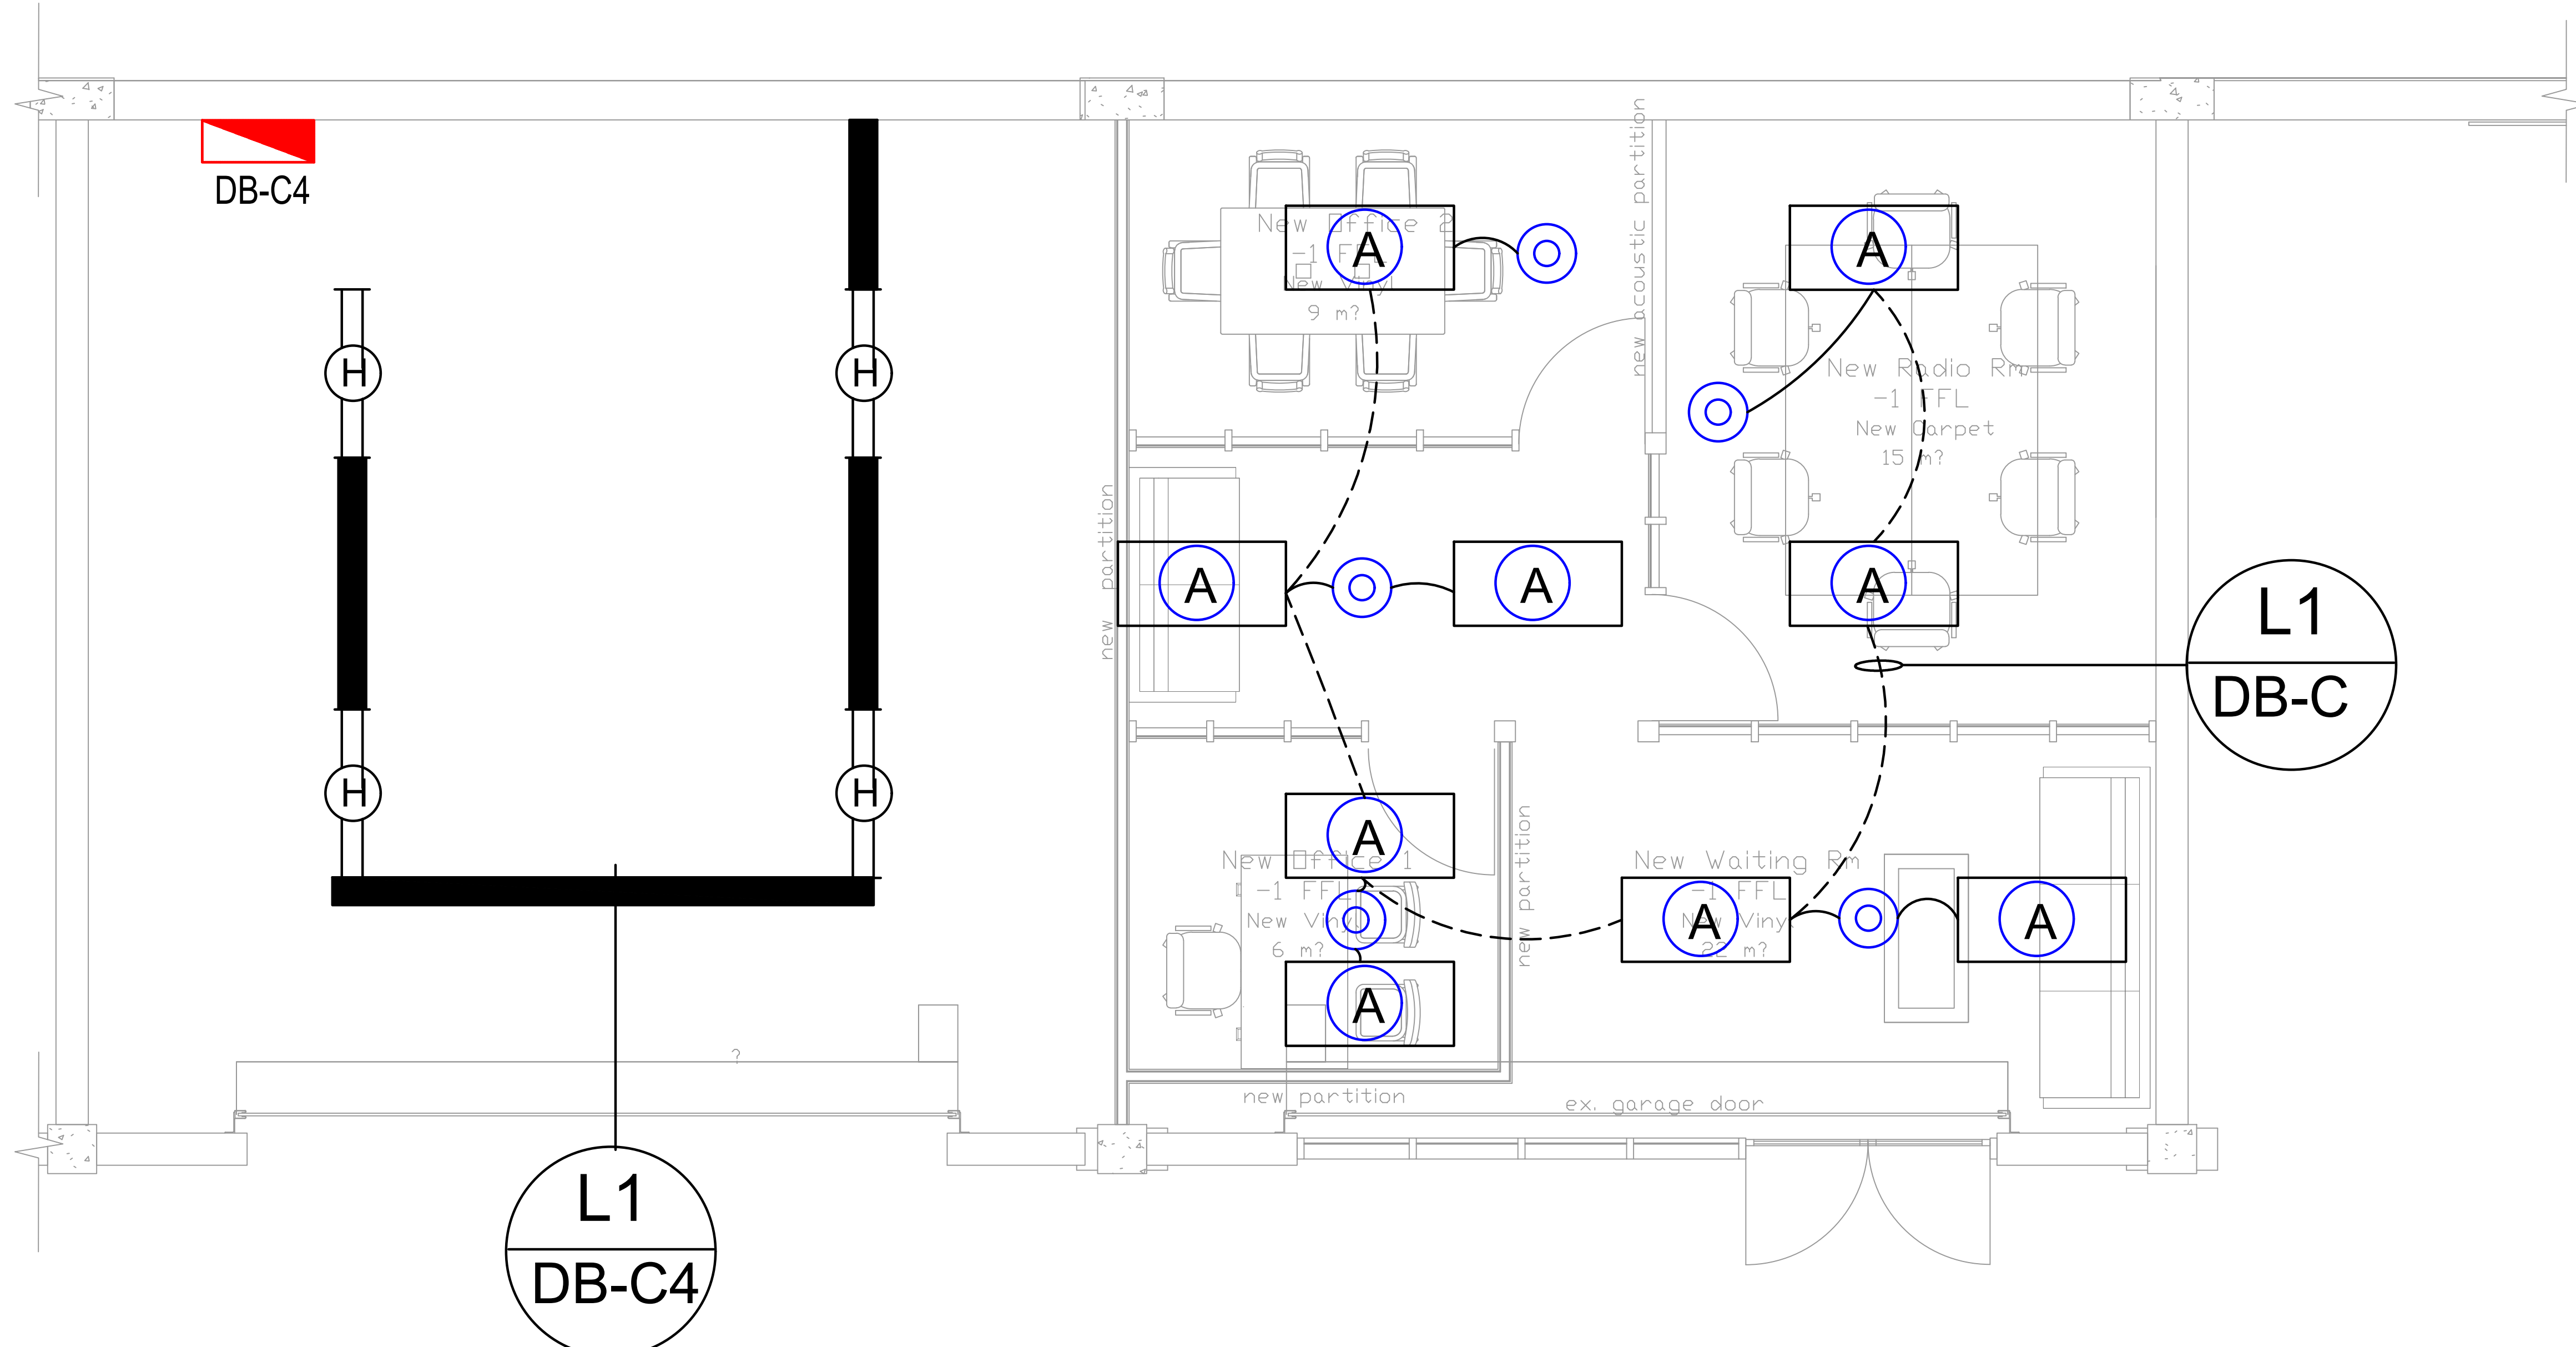 DB-C4
H
H
H
H
L1
DB-C4
new partition
New Office 2
-1 FFL
New Vinyl
9 m?
A
new acoustic partition
A
New Radio Rm
-1 FFL
New Carpet
15 m?
A
A
A
L1
DB-C
A
New Office 1
-1 FFL
New Vinyl
6 m?
A
new partition
New Waiting Rm
-1 FFL
New Vinyl
22 m?
A
A
?
new partition
ex. garage door